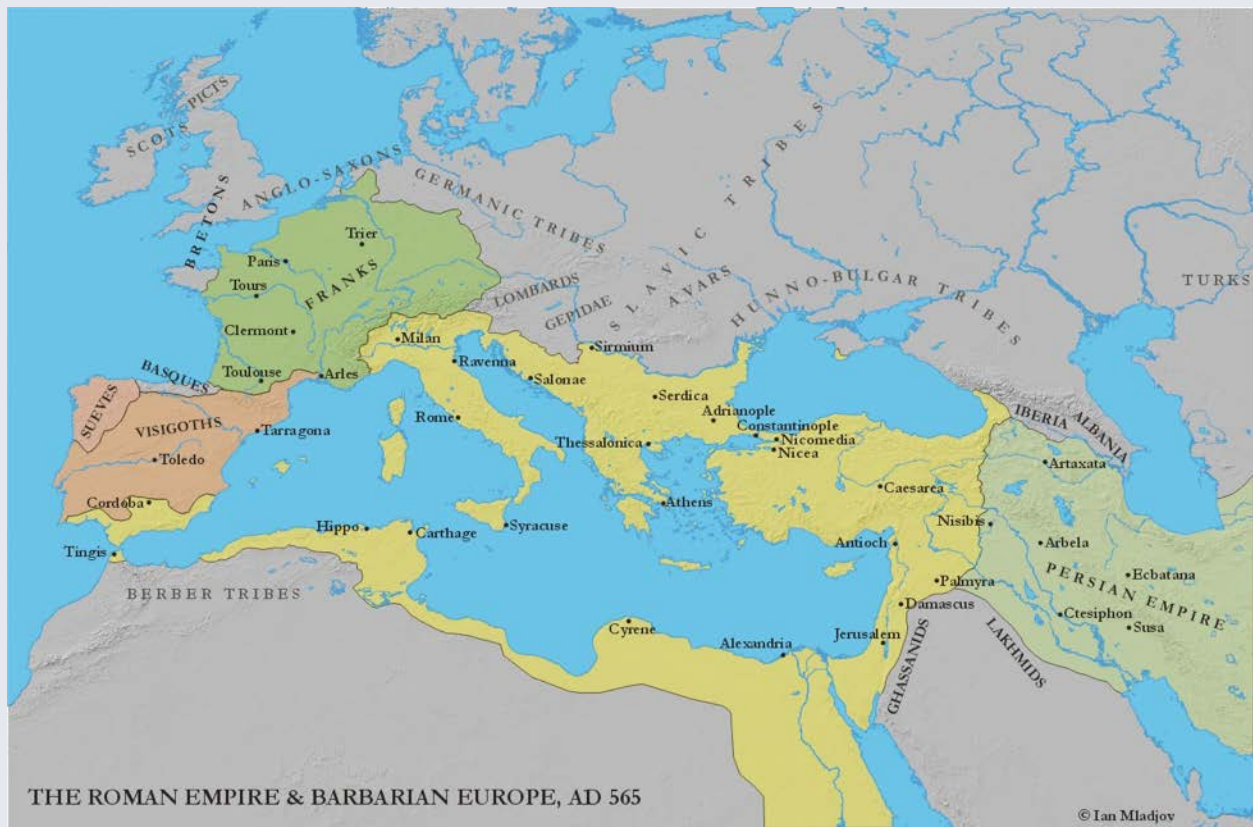 SCOTS
PICTS
BRETONS
ANGLO-SAXONS
GERMANIC TRIBES
SLAVIC TRIBES
AVARS
HUNNO-BULGAR TRIBES
TURKS
LOMBARDS
GEPIDAE
Trier
Paris
FRANKS
Tours
Clermont
Toulouse
Arles
BASQUES
SUEVES
VISIGOTHS
Tarragona
Toledo
Cordoba
Tingis
Milan
Ravenna
Rome
Salonae
Sirmium
Serdica
Adrianople
Constantinople
Nicomedia
Nicea
Thessalonica
Athens
Caesarea
Syracuse
Hippo
Carthage
BERBER TRIBES
Cyrene
Alexandria
Jerusalem
Damascus
Palmyra
Antioch
Nisibis
IBERIA
ALBANIA
Artaxata
Arbela
Ecbatana
PERSIAN EMPIRE
Ctesiphon
Susa
GHASSANIDS
LAKHMIDS
THE ROMAN EMPIRE & BARBARIAN EUROPE, AD 565
© Ian Mladjov